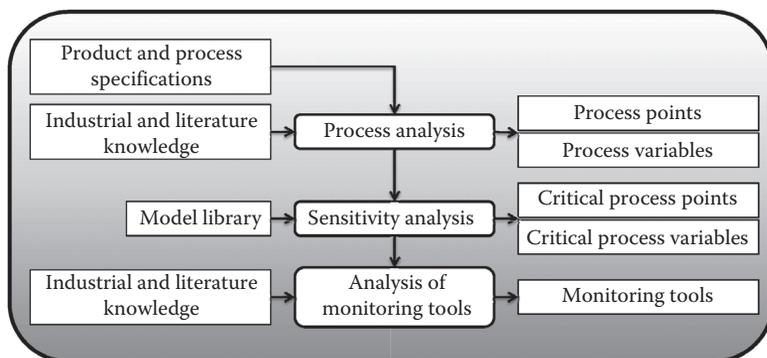 Product and process
specifications
Industrial and literature
knowledge
Process analysis
Process points
Process variables
Model library
Sensitivity analysis
Critical process points
Critical process variables
Industrial and literature
knowledge
Analysis of
monitoring tools
Monitoring tools